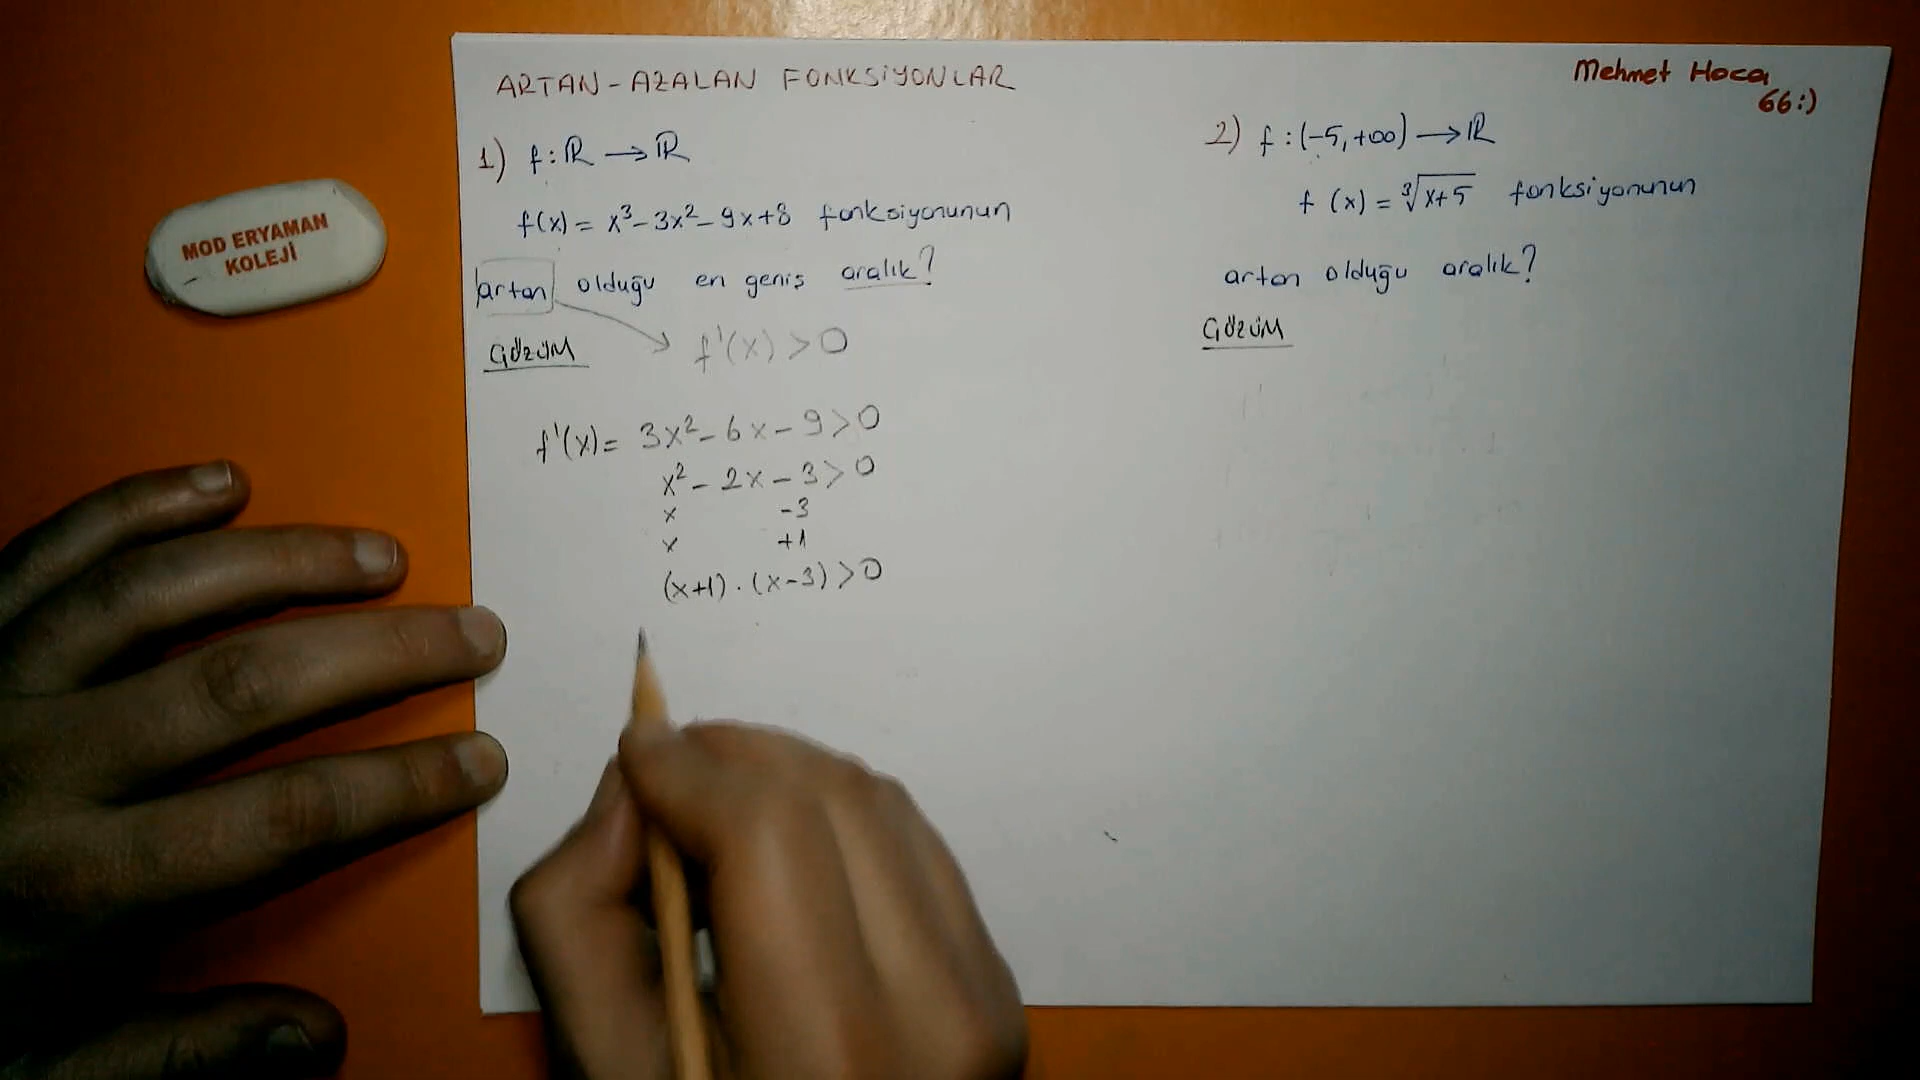 MOD ERYAMAN
KOLEJİ
ARTAN-AZALAN FONKSİYONLAR
Mehmet Hoca
66:)
1) f: ℝ → ℝ
f(x) = x³ - 3x² - 9x + 8 fonksiyonunun
artan olduğu en geniş aralık?
ÇÖZÜM
f'(x) > 0
f'(x) = 3x² - 6x - 9 > 0
x² - 2x - 3 > 0
x -3
x +1
(x+1) . (x-3) > 0
2) f : (-5, +∞) → ℝ
f (x) = ³√x+5 fonksiyonunun
artan olduğu aralık?
ÇÖZÜM